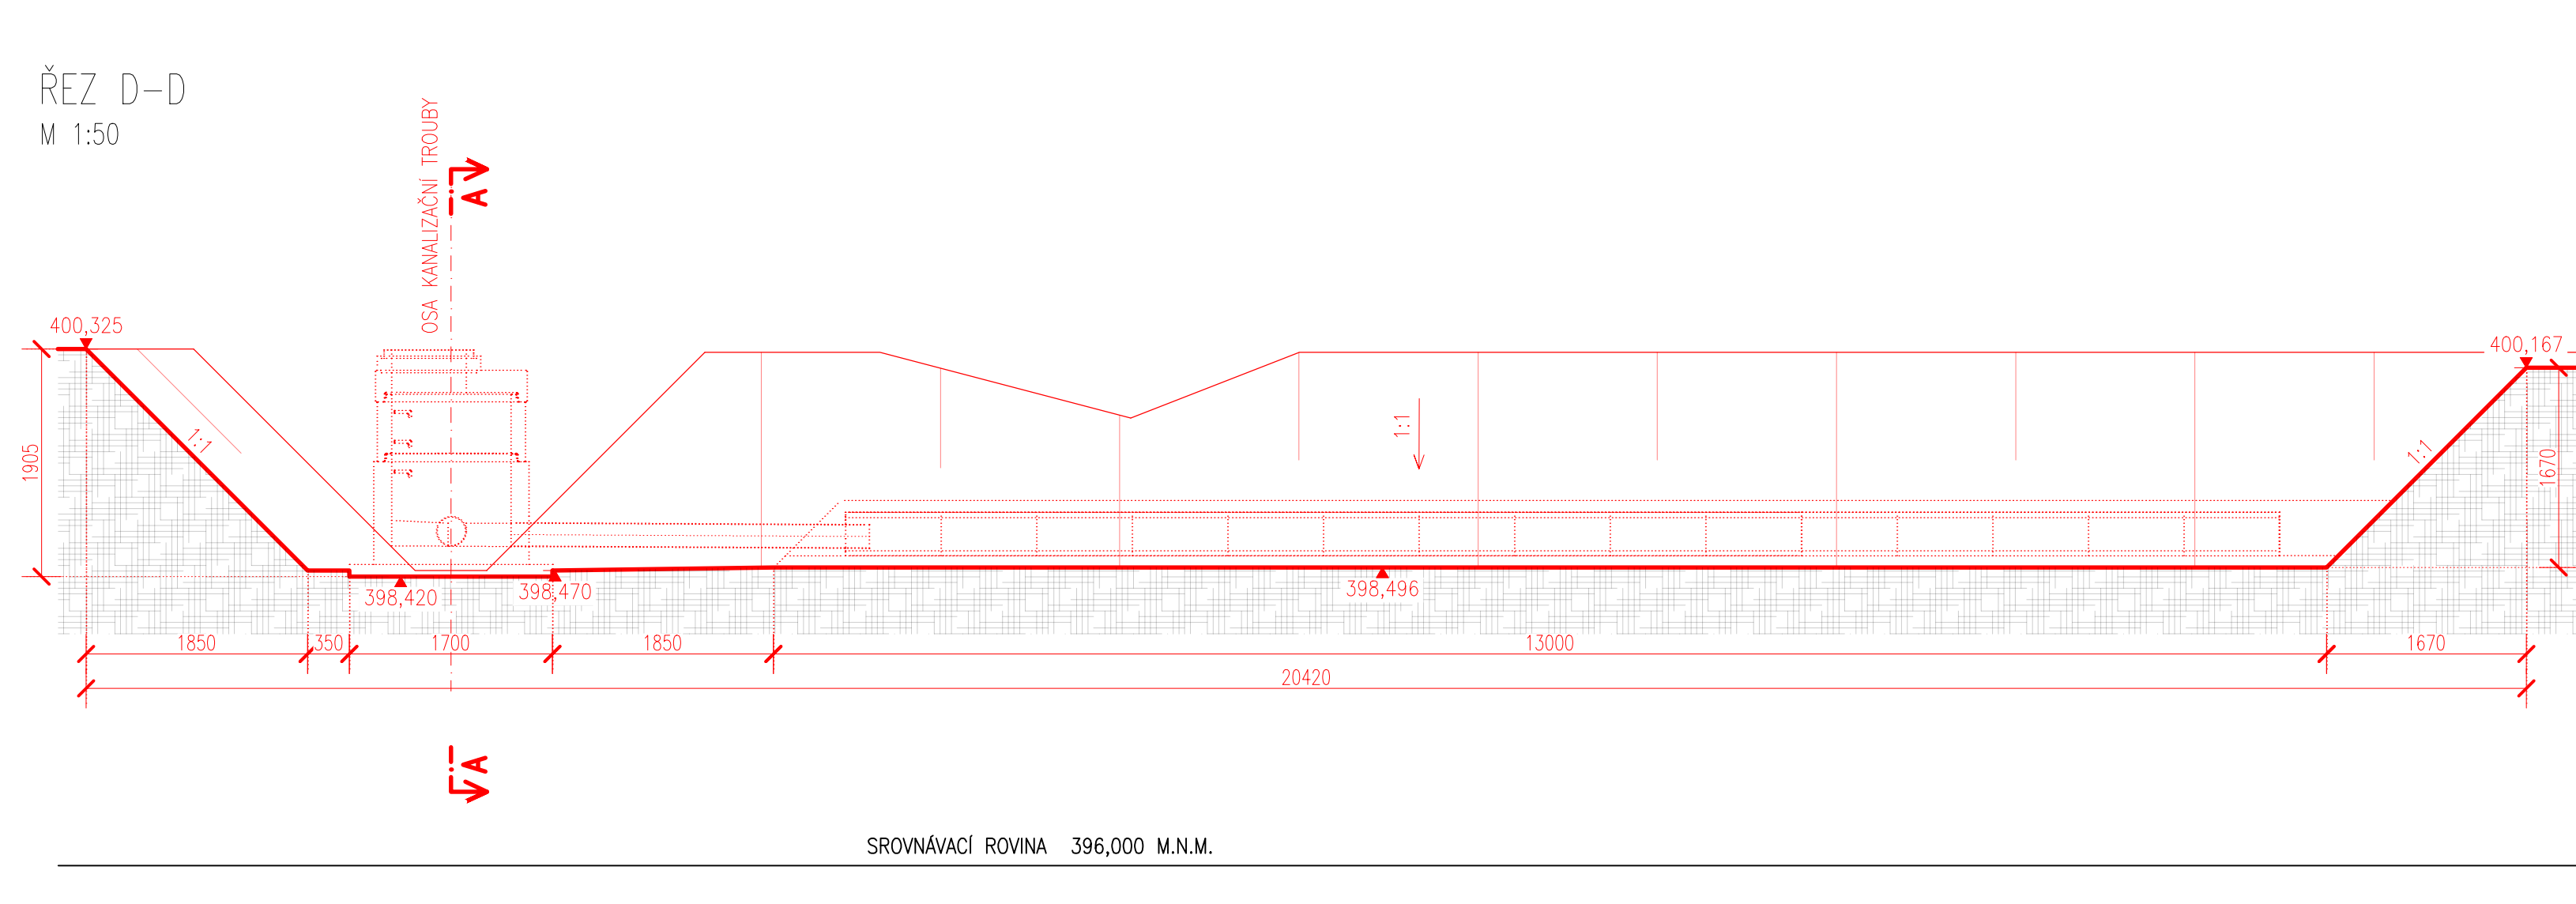 ŘEZ D-D
M 1:50
OSA KANALIZAČNÍ TROUBY
A
400,325
400,167
1:1
1:1
1:1
1905
1670
398,420
398,470
398,496
1850
350
1700
1850
13000
1670
20420
A
SROVNÁVACÍ ROVINA 396,000 M.N.M.